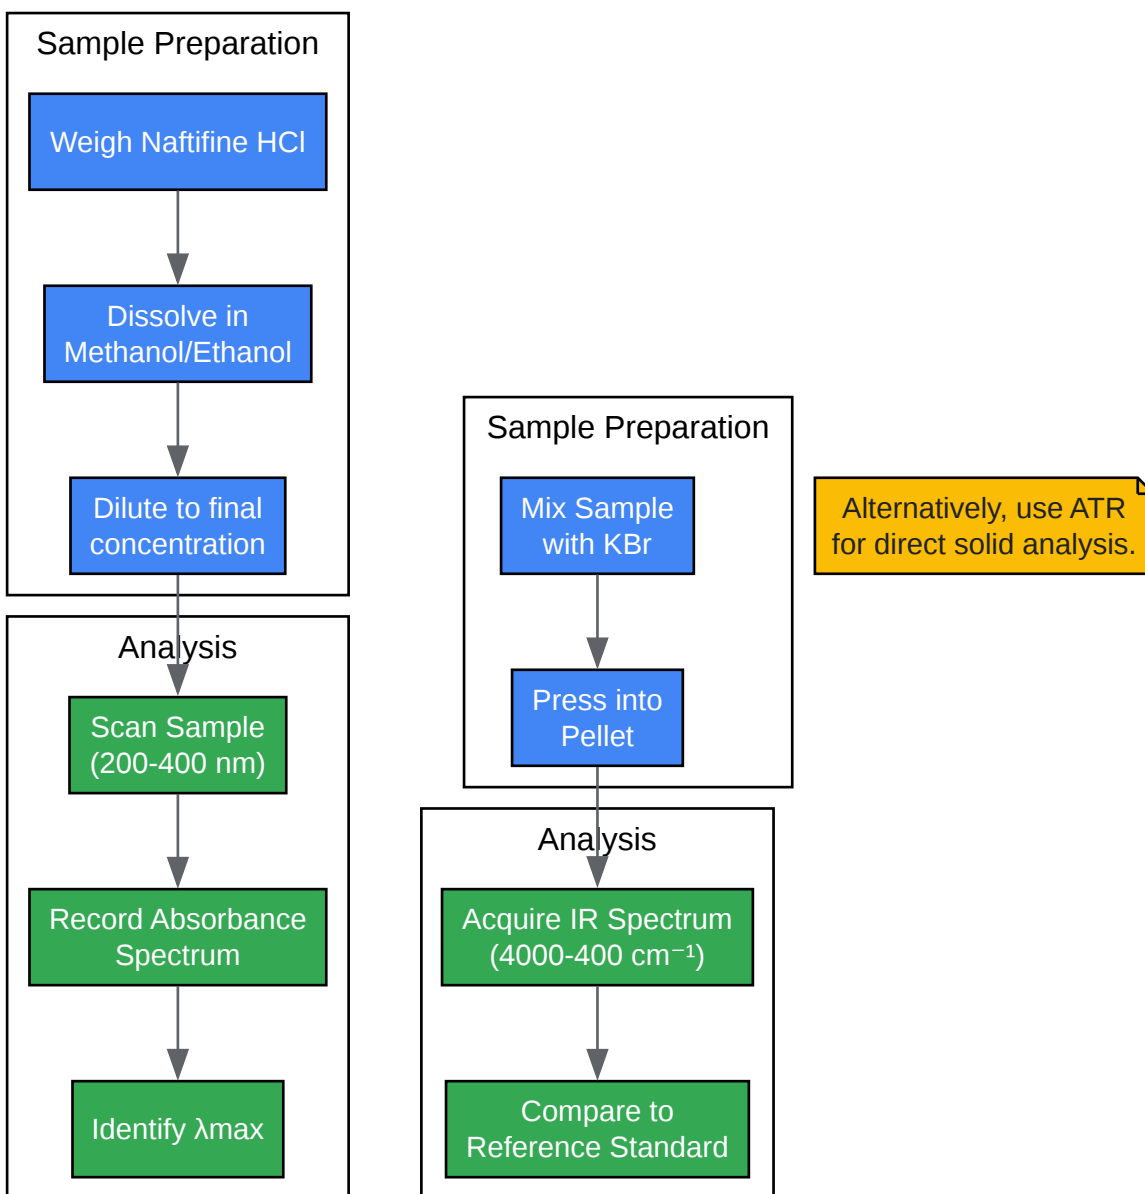 Sample Preparation
Weigh Naftifine HCl
Dissolve in
Methanol/Ethanol
Dilute to final
concentration
Analysis
Scan Sample
(200-400 nm)
Record Absorbance
Spectrum
Identify λmax
Sample Preparation
Mix Sample
with KBr
Press into
Pellet
Analysis
Acquire IR Spectrum
(4000-400 cm⁻¹)
Compare to
Reference Standard
Alternatively, use ATR
for direct solid analysis.